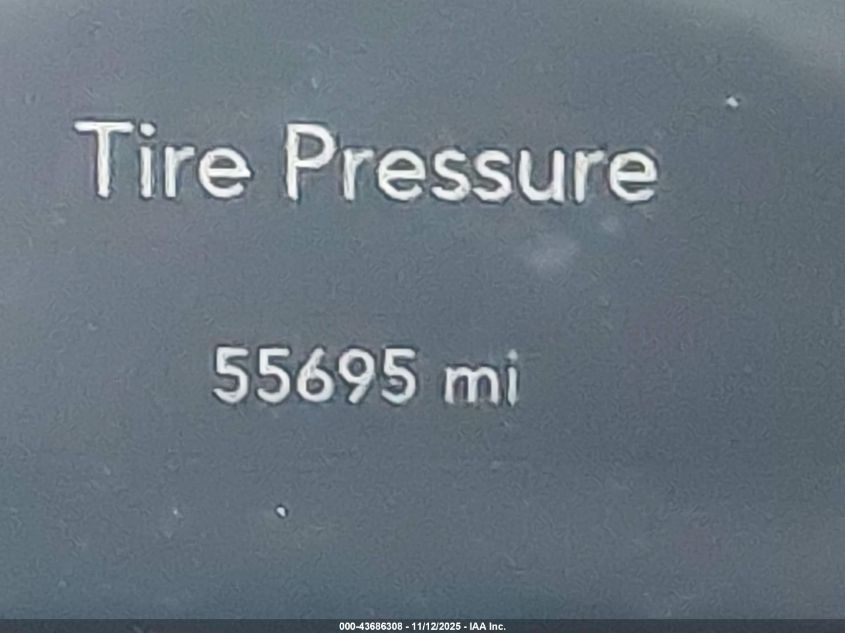 Tire Pressure
55695 mi
000-43686308 - 11/12/2025 - IAA Inc.